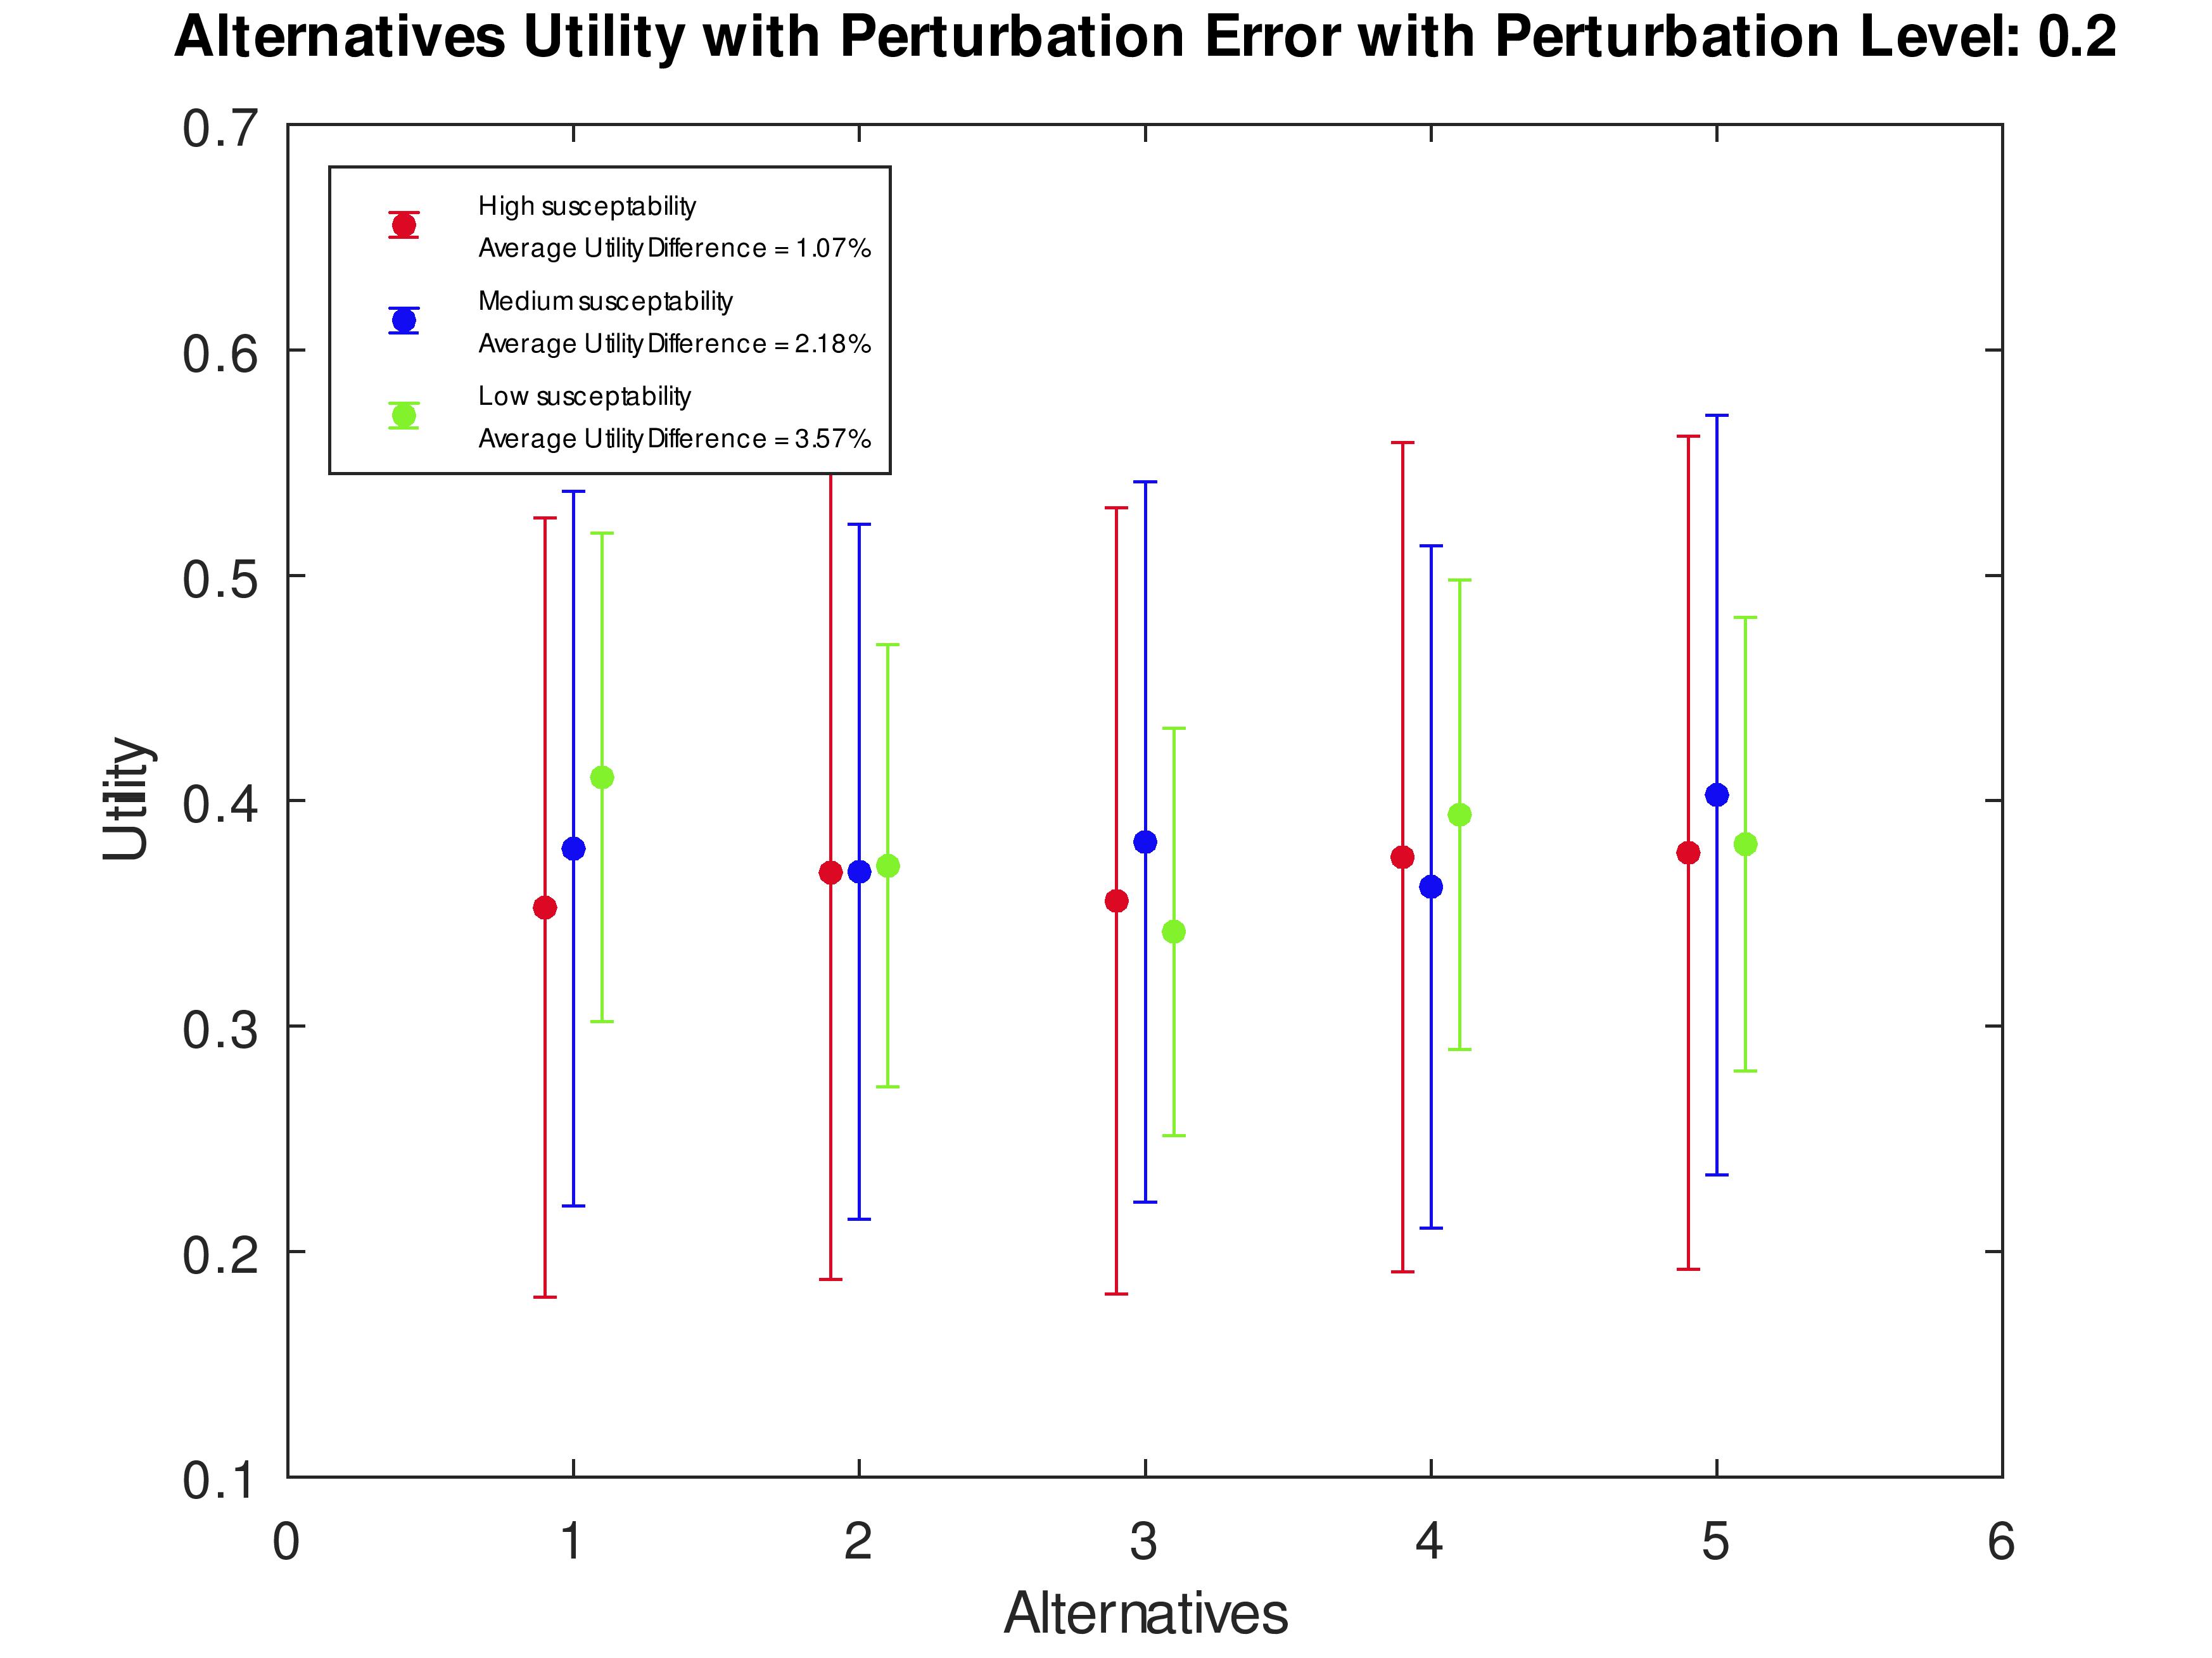 Alternatives Utility with Perturbation Error with Perturbation Level: 0.2
0.7
High susceptability
Average Utility Difference = 1.07%
Medium susceptability
Average Utility Difference = 2.18%
Low susceptability
Average Utility Difference = 3.57%
0.6
0.5
0.4
0.3
0.2
0.1
Utility
0 1 2 3 4 5 6
Alternatives